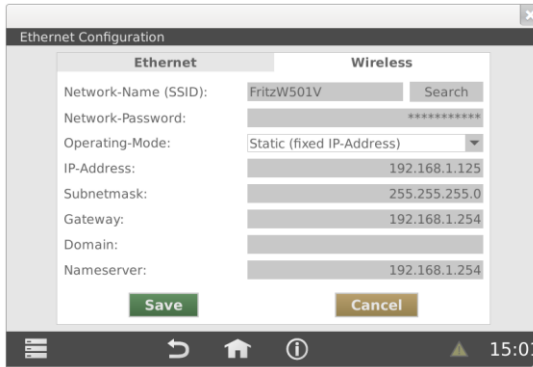 Ethernet Configuration
Ethernet Wireless
Network-Name (SSID): FritzW501V Search
Network-Password: ***********
Operating-Mode: Static (fixed IP-Address)
IP-Address: 192.168.1.125
Subnetmask: 255.255.255.0
Gateway: 192.168.1.254
Domain:
Nameserver: 192.168.1.254
Save Cancel
15:01